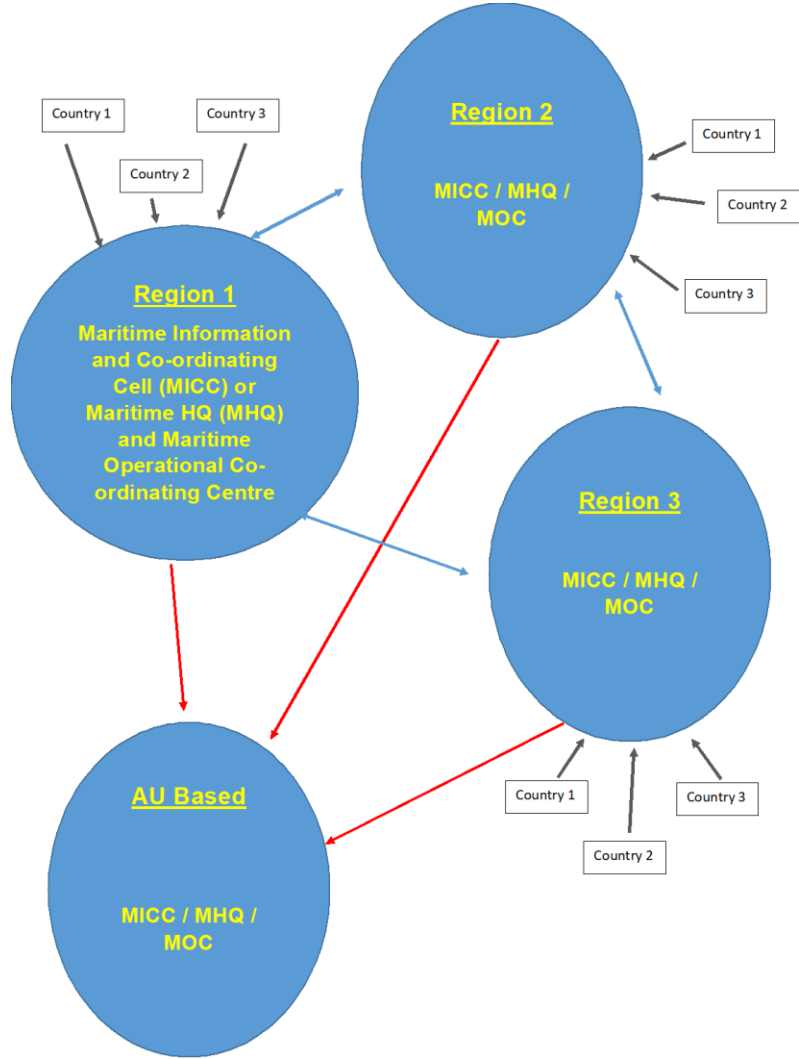 Region 2
MICC / MHQ /
MOC
Country 1
Country 2
Country 3
Country 1
Country 2
Country 3
Region 1
Maritime Information
and Co-ordinating
Cell (MICC) or
Maritime HQ (MHQ)
and Maritime
Operational Co-
ordinating Centre
Region 3
MICC / MHQ /
MOC
Country 1
Country 2
Country 3
AU Based
MICC / MHQ /
MOC